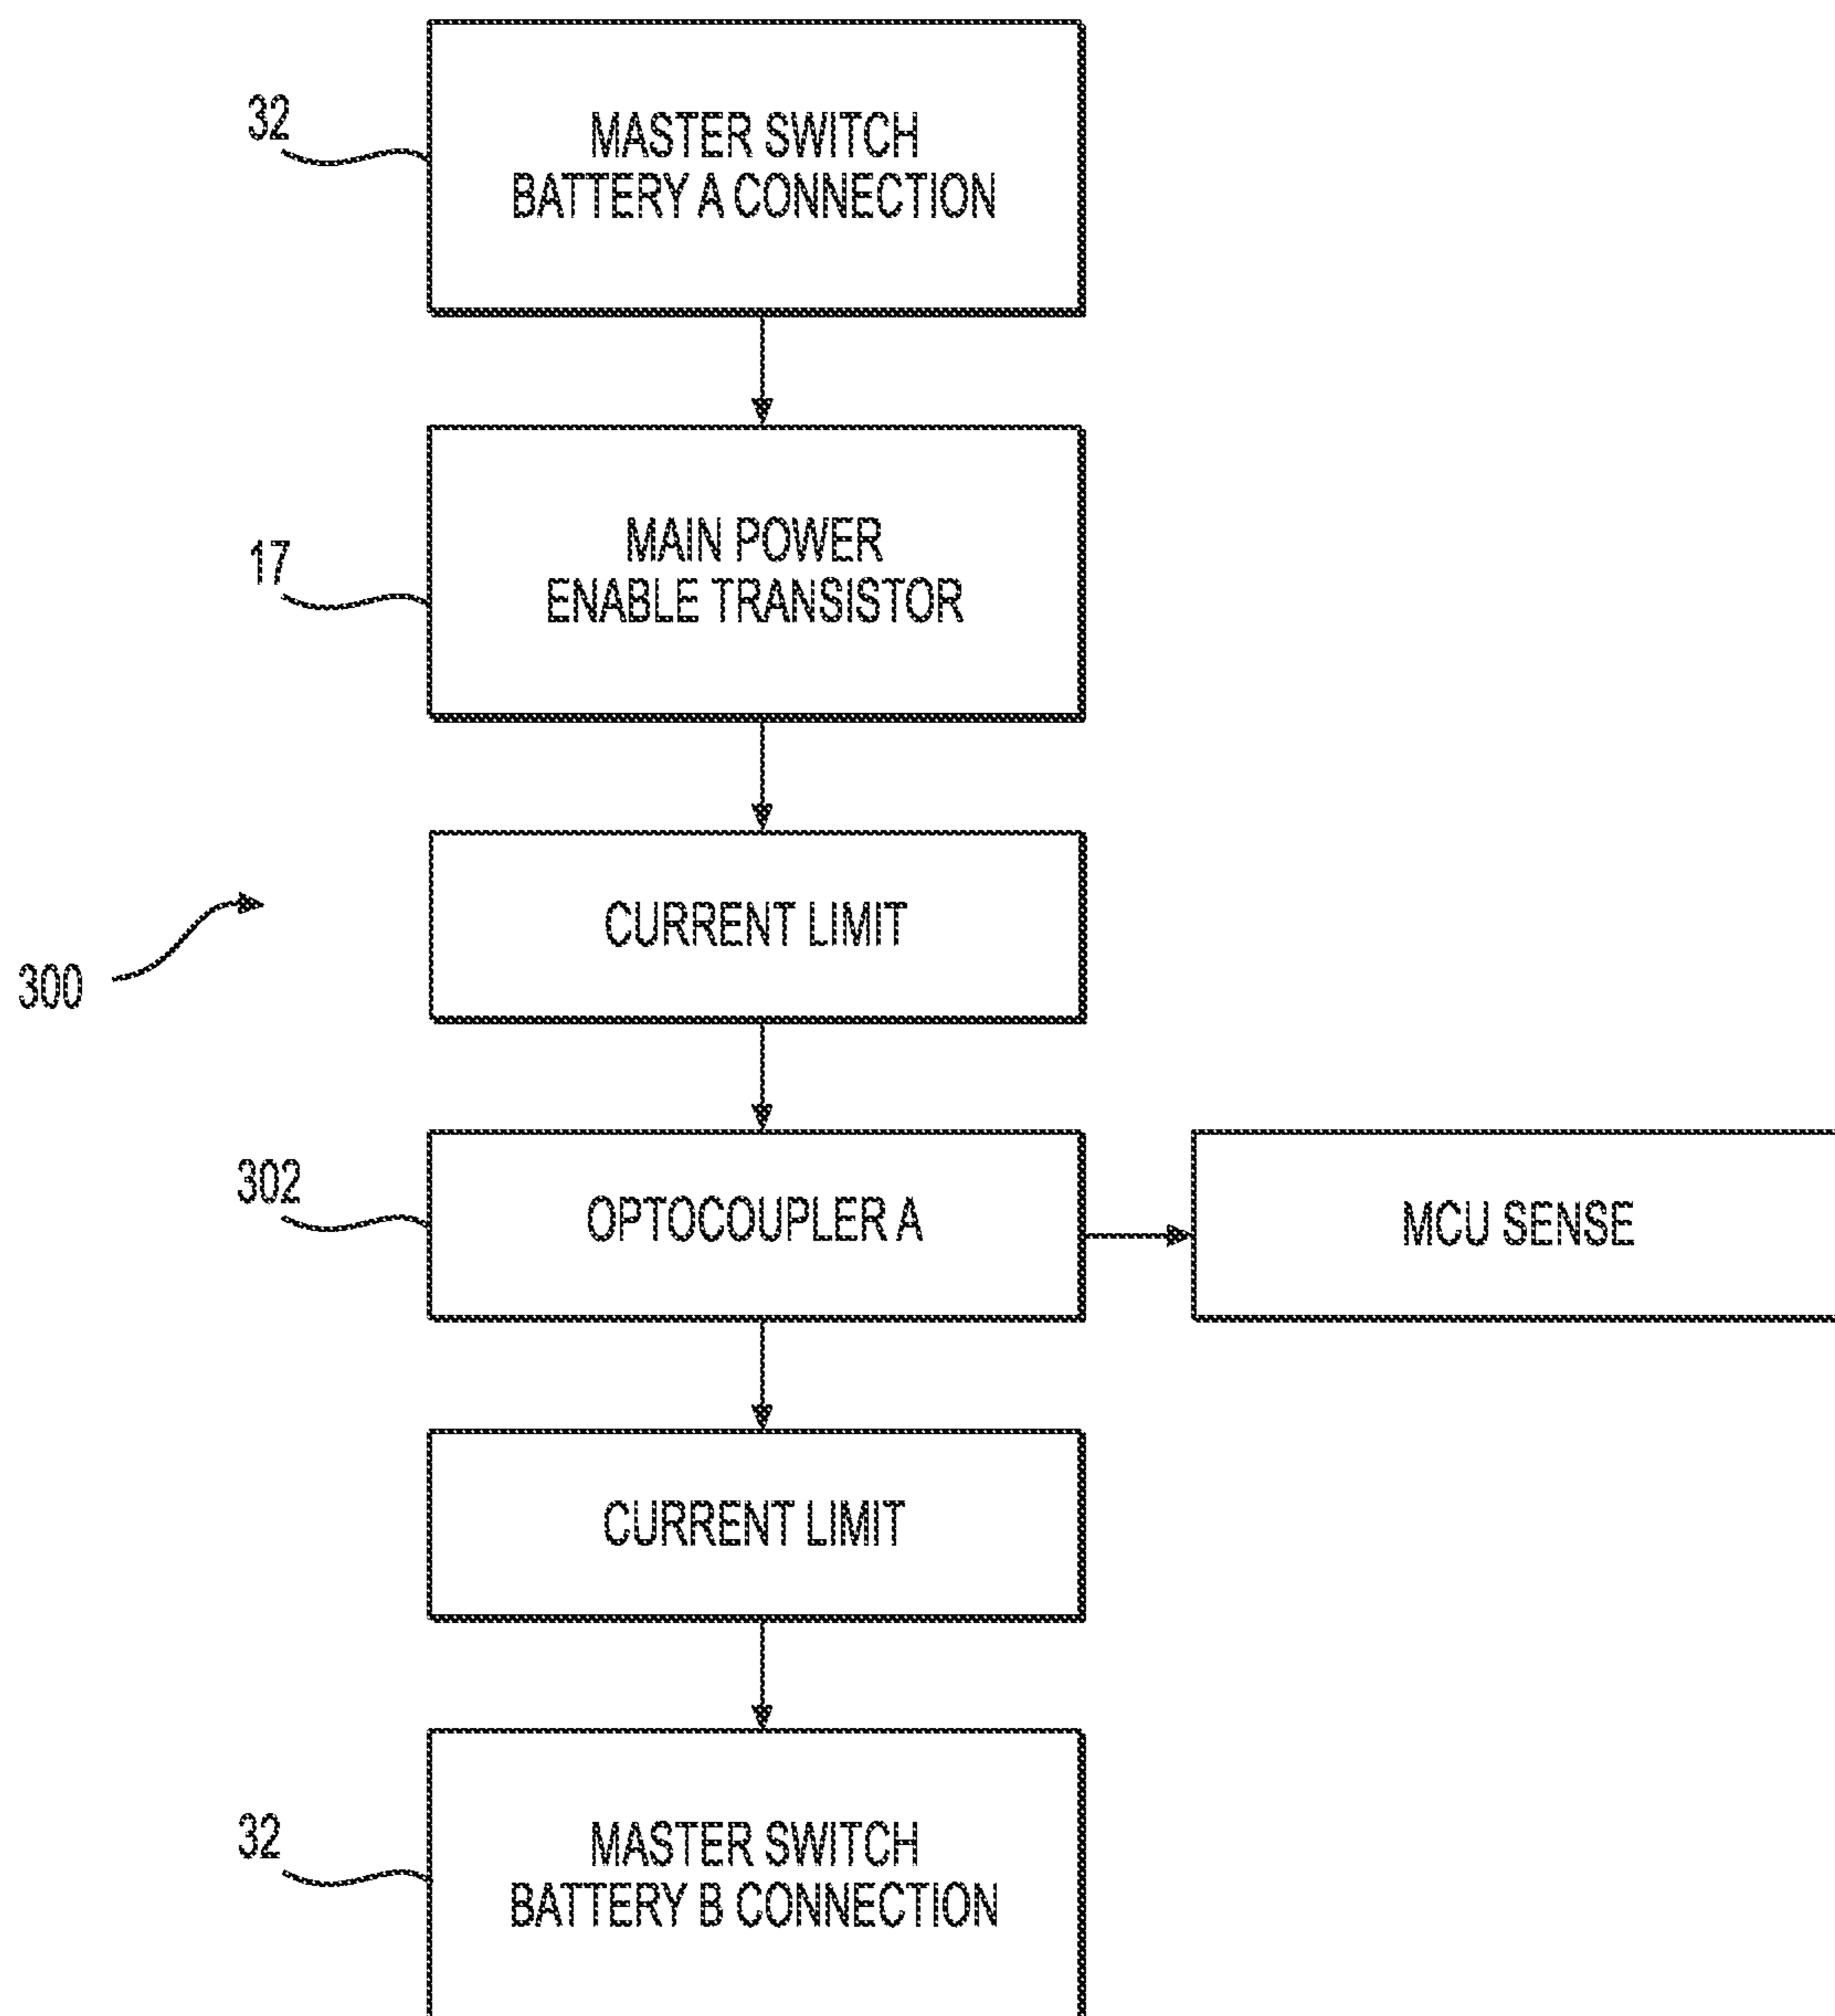 32
MASTER SWITCH
BATTERY A CONNECTION
17
MAIN POWER
ENABLE TRANSISTOR
CURRENT LIMIT
300
302
OPTOCOUPLER A
MCU SENSE
CURRENT LIMIT
32
MASTER SWITCH
BATTERY B CONNECTION